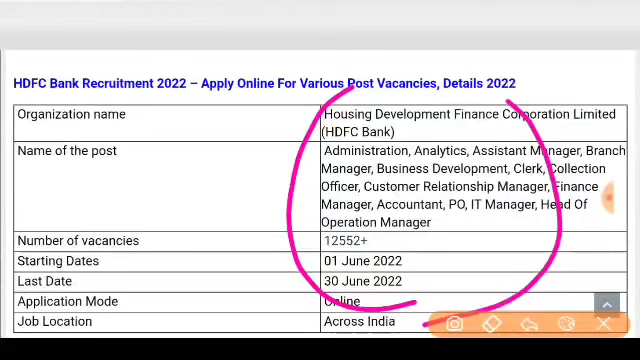 HDFC Bank Recruitment 2022 – Apply Online For Various Post Vacancies, Details 2022
Organization name
Housing Development Finance Corporation Limited
(HDFC Bank)
Name of the post
Administration, Analytics, Assistant Manager, Branch
Manager, Business Development, Clerk, Collection
Officer, Customer Relationship Manager, Finance
Manager, Accountant, PO, IT Manager, Head Of
Operation Manager
Number of vacancies
12552+
Starting Dates
01 June 2022
Last Date
30 June 2022
Application Mode
Online
Job Location
Across India